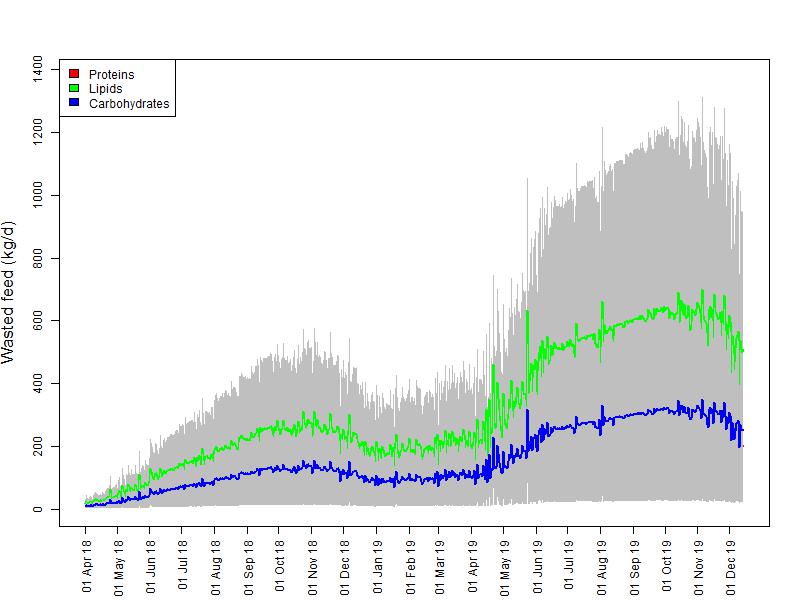 Proteins
Lipids
Carbohydrates
Wasted feed (kg/d)
1400
1200
1000
800
600
400
200
0
01 Apr 18
01 May 18
01 Jun 18
01 Jul 18
01 Aug 18
01 Sep 18
01 Oct 18
01 Nov 18
01 Dec 18
01 Jan 19
01 Feb 19
01 Mar 19
01 Apr 19
01 May 19
01 Jun 19
01 Jul 19
01 Aug 19
01 Sep 19
01 Oct 19
01 Nov 19
01 Dec 19